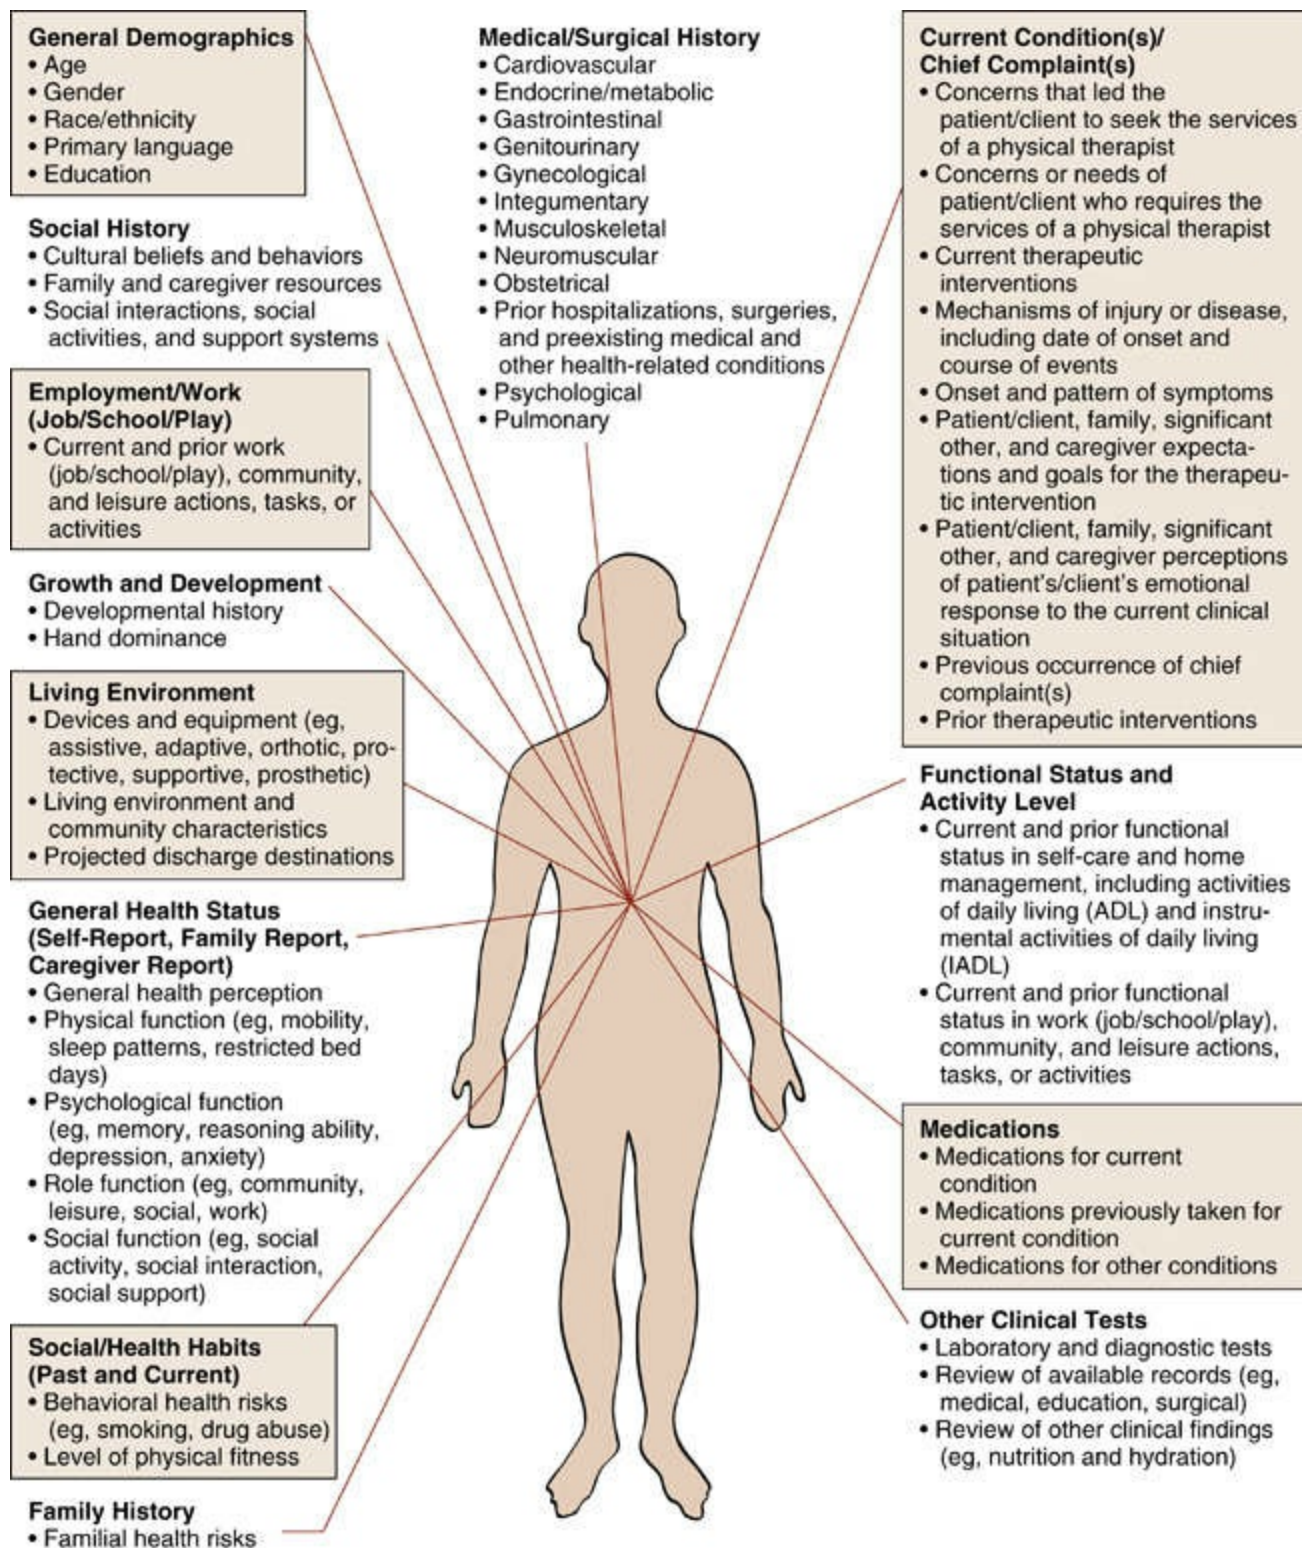 General Demographics
• Age
• Gender
• Race/ethnicity
• Primary language
• Education
Social History
• Cultural beliefs and behaviors
• Family and caregiver resources
• Social interactions, social
activities, and support systems
Employment/Work
(Job/School/Play)
• Current and prior work
(job/school/play), community,
and leisure actions, tasks, or
activities
Growth and Development
• Developmental history
• Hand dominance
Living Environment
• Devices and equipment (eg,
assistive, adaptive, orthotic, pro-
tective, supportive, prosthetic)
• Living environment and
community characteristics
• Projected discharge destinations
General Health Status
(Self-Report, Family Report,
Caregiver Report)
• General health perception
• Physical function (eg, mobility,
sleep patterns, restricted bed
days)
• Psychological function
(eg, memory, reasoning ability,
depression, anxiety)
• Role function (eg, community,
leisure, social, work)
• Social function (eg, social
activity, social interaction,
social support)
Social/Health Habits
(Past and Current)
• Behavioral health risks
(eg, smoking, drug abuse)
• Level of physical fitness
Family History
• Familial health risks
Medical/Surgical History
• Cardiovascular
• Endocrine/metabolic
• Gastrointestinal
• Genitourinary
• Gynecological
• Integumentary
• Musculoskeletal
• Neuromuscular
• Obstetrical
• Prior hospitalizations, surgeries,
and preexisting medical and
other health-related conditions
• Psychological
• Pulmonary
Current Condition(s)/
Chief Complaint(s)
• Concerns that led the
patient/client to seek the services
of a physical therapist
• Concerns or needs of
patient/client who requires the
services of a physical therapist
• Current therapeutic
interventions
• Mechanisms of injury or disease,
including date of onset and
course of events
• Onset and pattern of symptoms
• Patient/client, family, significant
other, and caregiver expecta-
tions and goals for the therapeu-
tic intervention
• Patient/client, family, significant
other, and caregiver perceptions
of patient's/client's emotional
response to the current clinical
situation
• Previous occurrence of chief
complaint(s)
• Prior therapeutic interventions
Functional Status and
Activity Level
• Current and prior functional
status in self-care and home
management, including activities
of daily living (ADL) and instru-
mental activities of daily living
(IADL)
• Current and prior functional
status in work (job/school/play),
community, and leisure actions,
tasks, or activities
Medications
• Medications for current
condition
• Medications previously taken for
current condition
• Medications for other conditions
Other Clinical Tests
• Laboratory and diagnostic tests
• Review of available records (eg,
medical, education, surgical)
• Review of other clinical findings
(eg, nutrition and hydration)